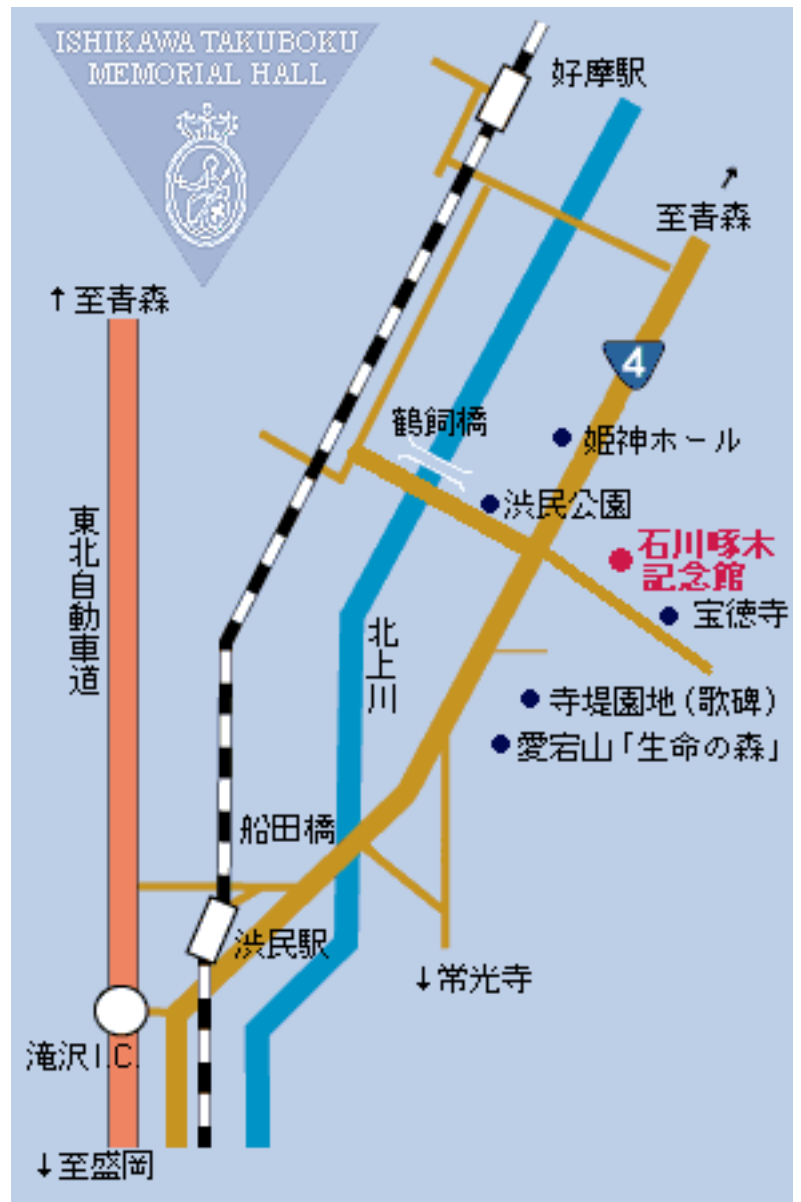 ISHIKAWA TAKUBOKU
MEMORIAL HALL
好摩駅
↗
至青森
↑至青森
4
鶴飼橋
姫神ホール
渋民公園
石川啄木
記念館
東北自動車道
宝徳寺
北上川
寺堤園地(歌碑)
愛宕山「生命の森」
船田橋
渋民駅
↓常光寺
滝沢I.C.
↓至盛岡